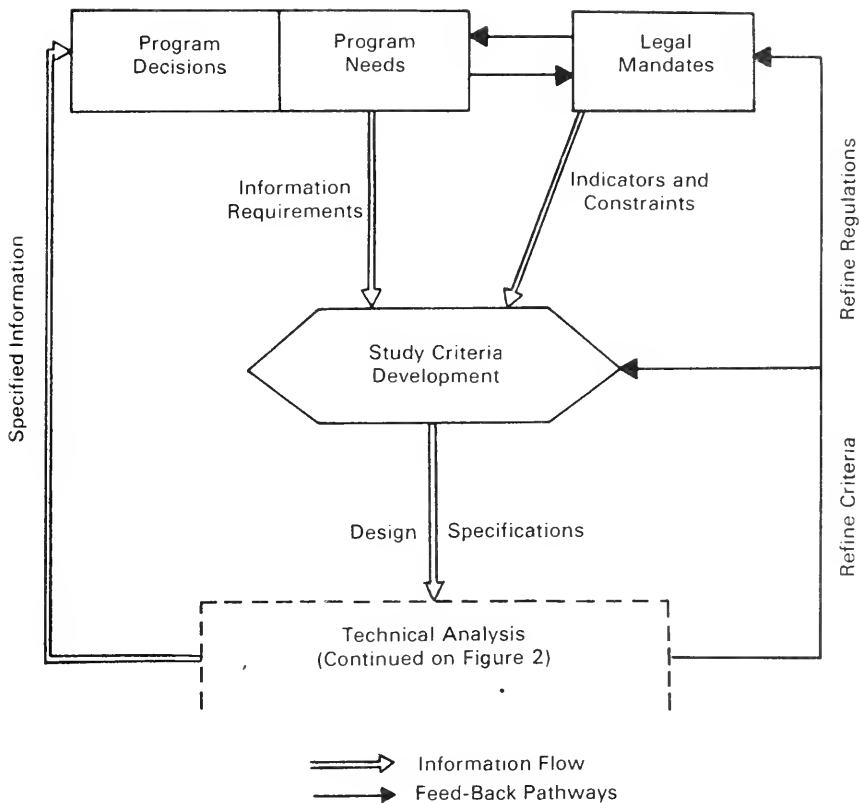 Program
Decisions
Program
Needs
Legal
Mandates
Information
Requirements
Indicators and
Constraints
Specified Information
Refine Regulations
Study Criteria
Development
Refine Criteria
Design Specifications
Technical Analysis
(Continued on Figure 2)
Information Flow
Feed-Back Pathways